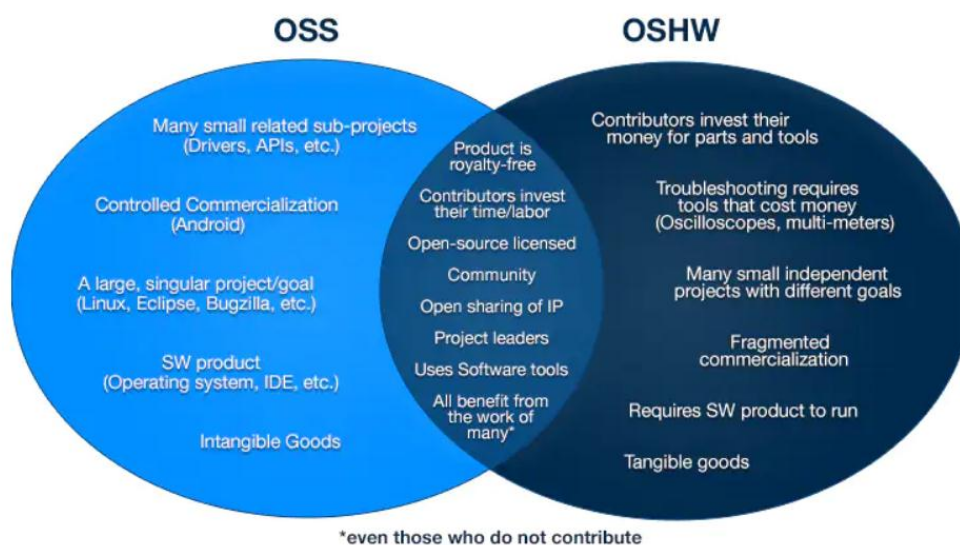 OSS
OSHW
Many small related sub-projects
(Drivers, APIs, etc.)
Controlled Commercialization
(Android)
A large, singular project/goal
(Linux, Eclipse, Bugzilla, etc.)
SW product
(Operating system, IDE, etc.)
Intangible Goods
Product is
royalty-free
Contributors invest
their time/labor
Open-source licensed
Community
Open sharing of IP
Project leaders
Uses Software tools
All benefit from
the work of
many*
Contributors invest their
money for parts and tools
Troubleshooting requires
tools that cost money
(Oscilloscopes, multi-meters)
Many small independent
projects with different goals
Fragmented
commercialization
Requires SW product to run
Tangible goods
*even those who do not contribute